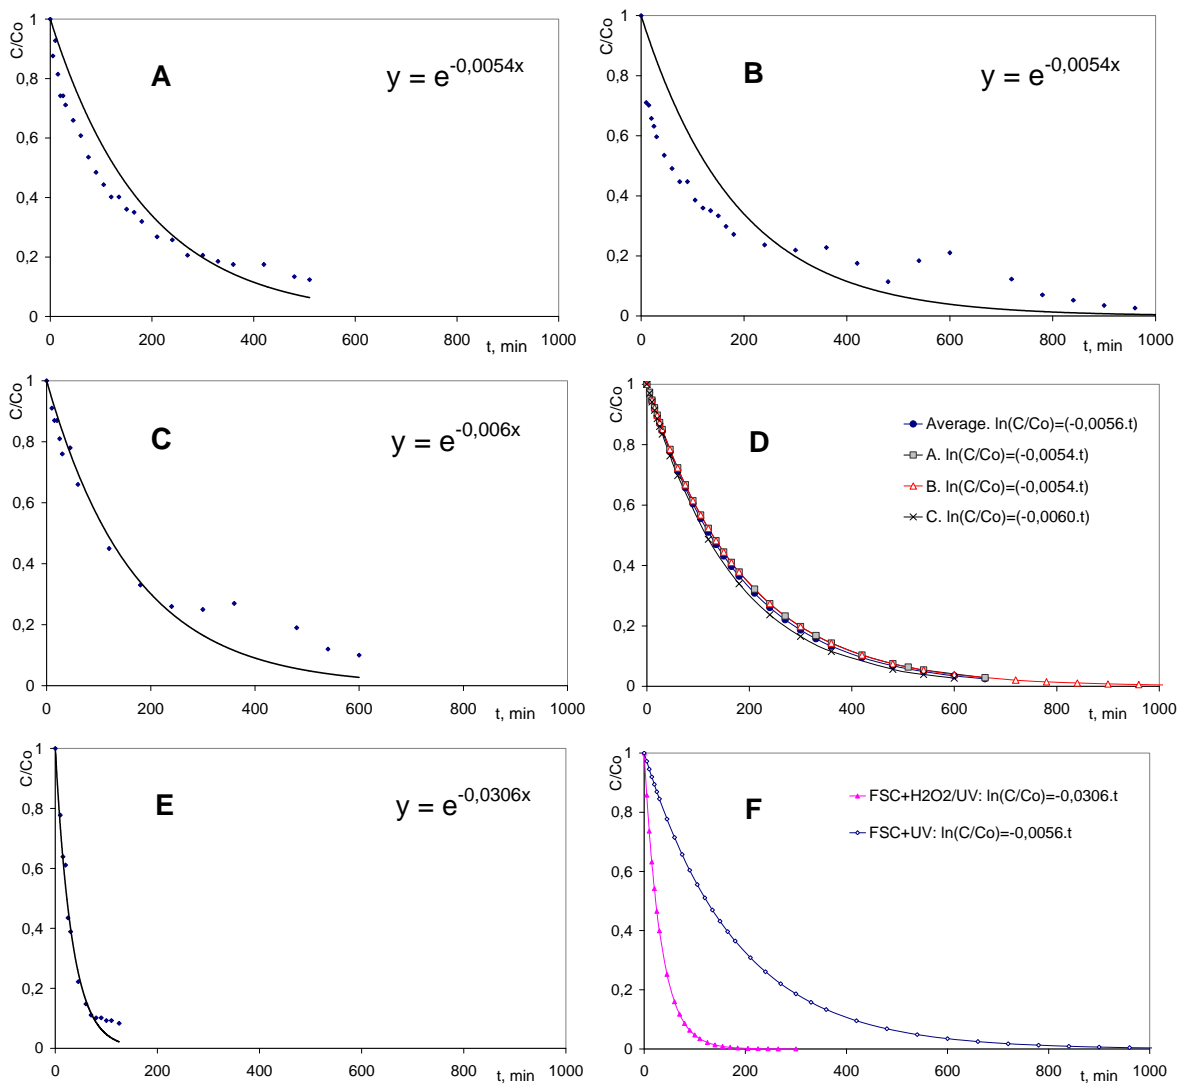 C/Co
1
0,8
0,6
0,4
0,2
0
0
200
400
600
800
1000
t, min
A
y = e^-0,0054x
C/Co
1
0,8
0,6
0,4
0,2
0
0
200
400
600
800
1000
t, min
B
y = e^-0,0054x
C/Co
1
0,8
0,6
0,4
0,2
0
0
200
400
600
800
1000
t, min
C
y = e^-0,006x
C/Co
1
0,8
0,6
0,4
0,2
0
0
200
400
600
800
1000
t, min
D
Average. ln(C/Co)=(-0,0056.t)
A. ln(C/Co)=(-0,0054.t)
B. ln(C/Co)=(-0,0054.t)
C. ln(C/Co)=(-0,0060.t)
C/Co
1
0,8
0,6
0,4
0,2
0
0
200
400
600
800
1000
t, min
E
y = e^-0,0306x
C/Co
1
0,8
0,6
0,4
0,2
0
0
200
400
600
800
1000
t, min
F
FSC+H2O2/UV: ln(C/Co)=-0,0306.t
FSC+UV: ln(C/Co)=-0,0056.t